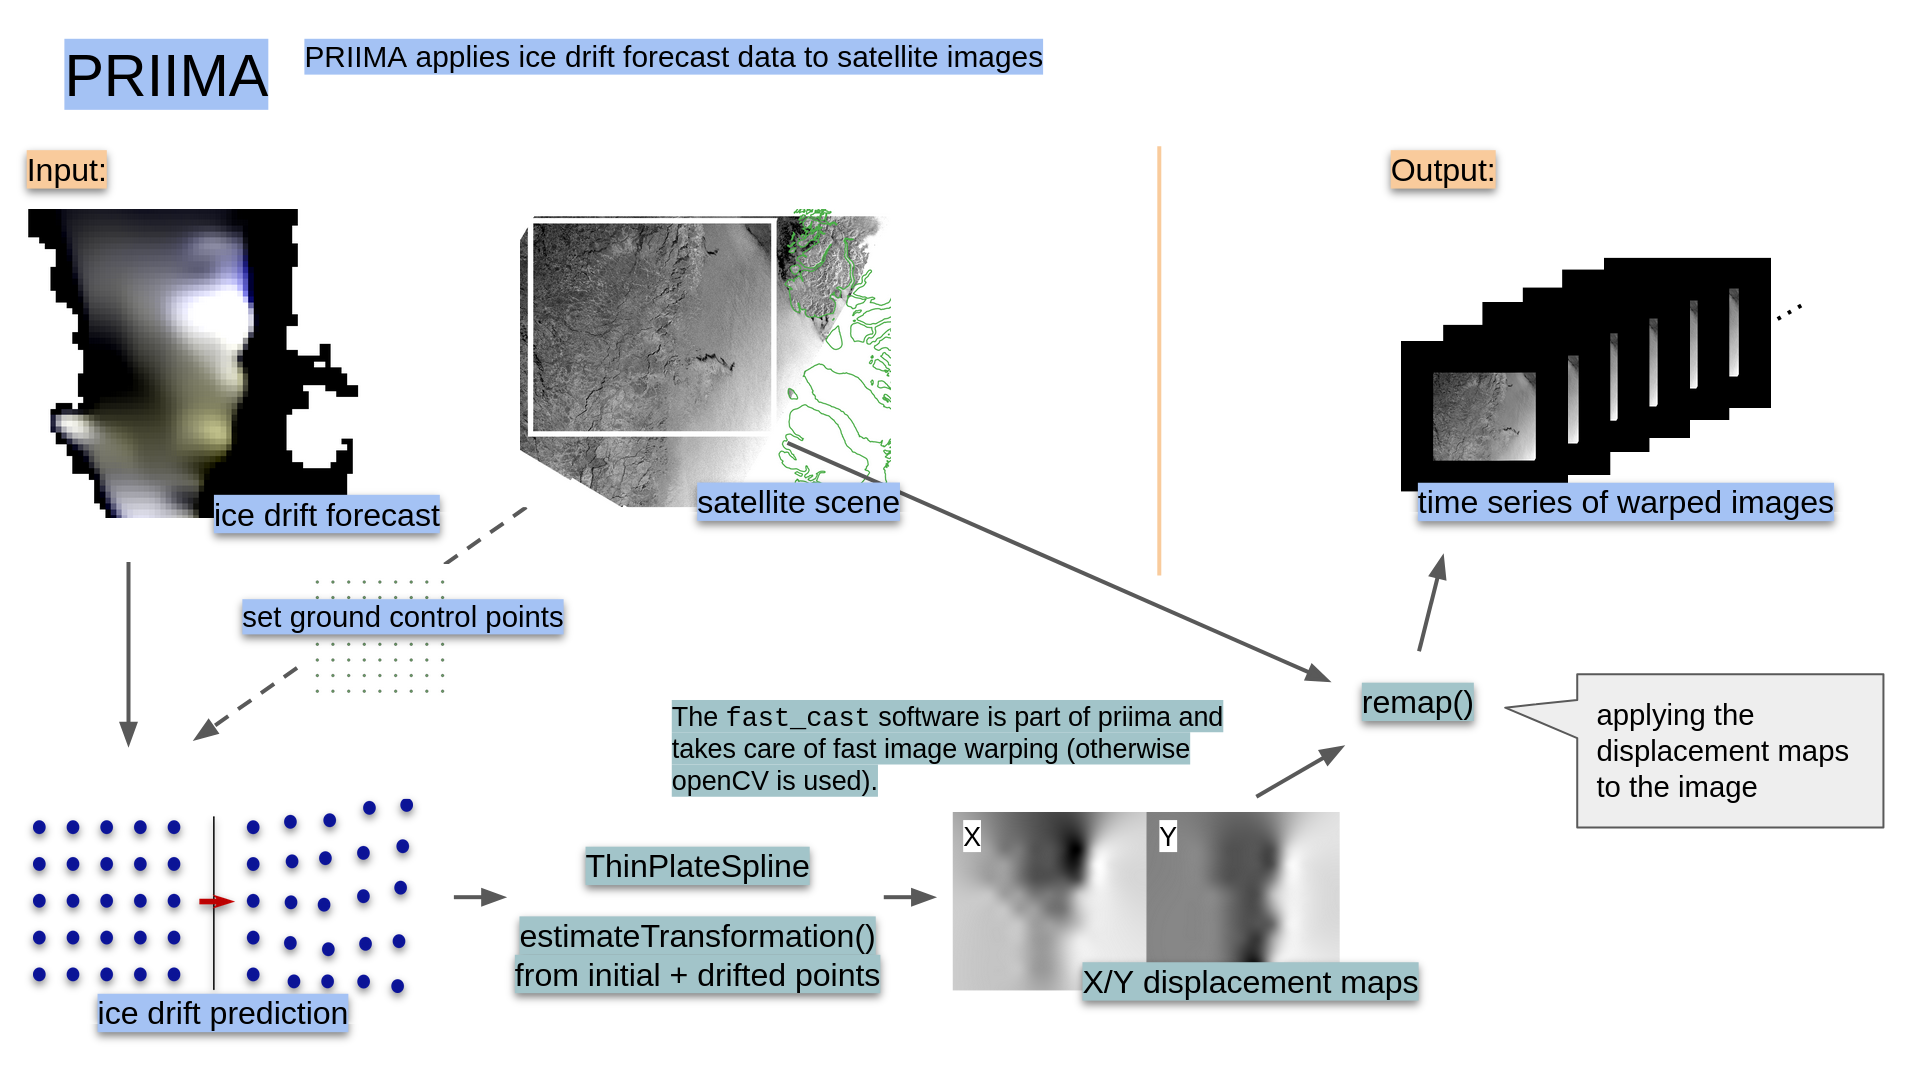 PRIIMA
PRIIMA applies ice drift forecast data to satellite images
Input:
Output:
ice drift forecast
satellite scene
time series of warped images
set ground control points
The fast_cast software is part of priima and
takes care of fast image warping (otherwise
openCV is used).
remap()
applying the
displacement maps
to the image
X
Y
ThinPlateSpline
estimateTransformation()
from initial + drifted points
X/Y displacement maps
ice drift prediction